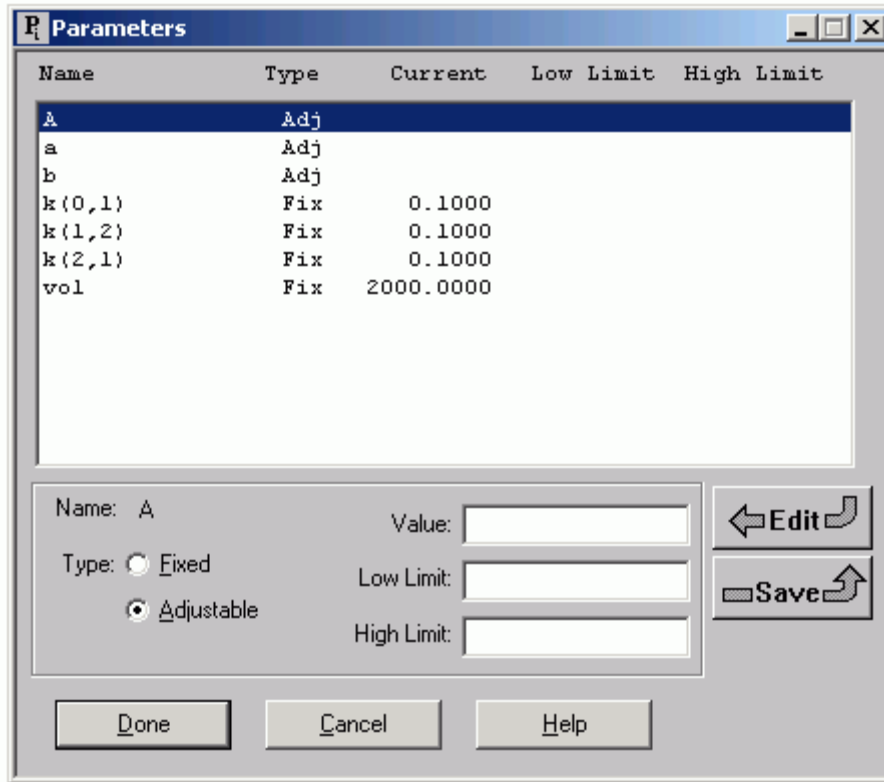 Pi Parameters
Name Type Current Low Limit High Limit
A Adj
a Adj
b Adj
k(0,1) Fix 0.1000
k(1,2) Fix 0.1000
k(2,1) Fix 0.1000
vol Fix 2000.0000
Name: A
Value:
Edit
Type: Fixed
Low Limit:
Save
Adjustable
High Limit:
Done Cancel Help